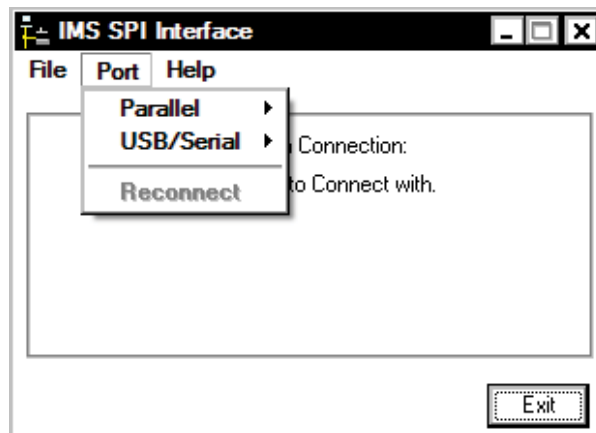 IMS SPI Interface
File Port Help
Parallel
USB/Serial
Reconnect
Connection:
to Connect with.
Exit